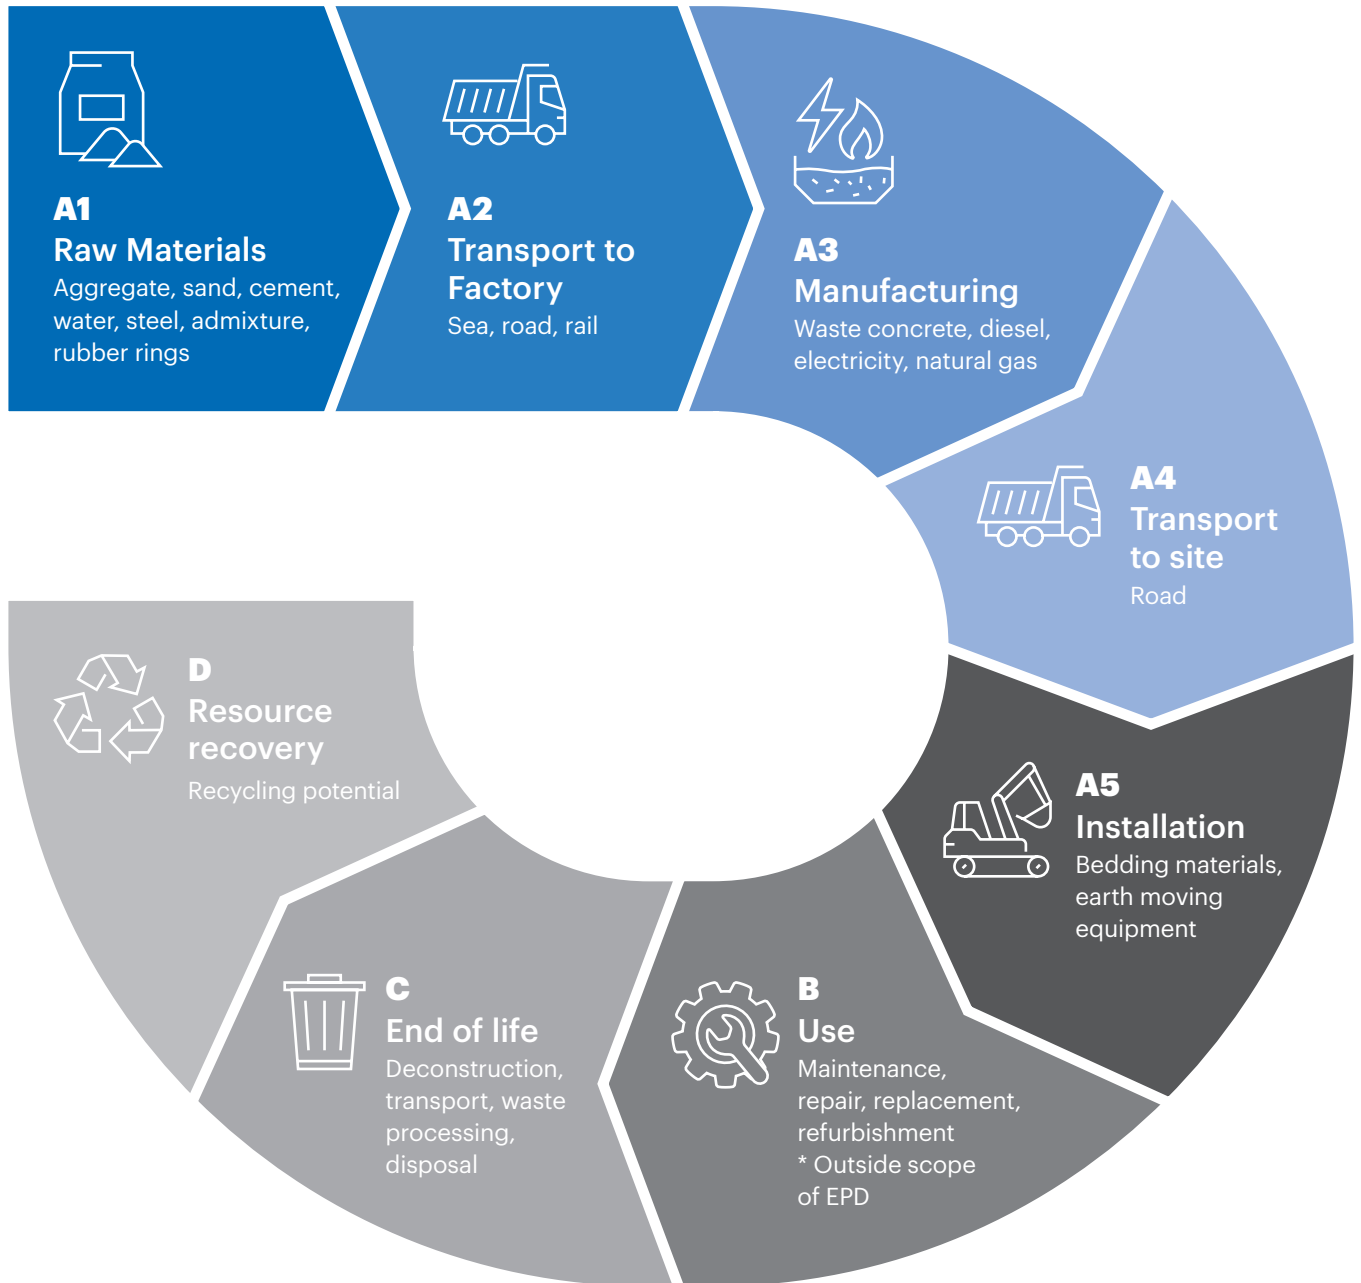 A1
Raw Materials
Aggregate, sand, cement,
water, steel, admixture,
rubber rings
A2
Transport to
Factory
Sea, road, rail
A3
Manufacturing
Waste concrete, diesel,
electricity, natural gas
A4
Transport
to site
Road
A5
Installation
Bedding materials,
earth moving
equipment
B
Use
Maintenance,
repair, replacement,
refurbishment
* Outside scope
of EPD
C
End of life
Deconstruction,
transport, waste
processing,
disposal
D
Resource
recovery
Recycling potential